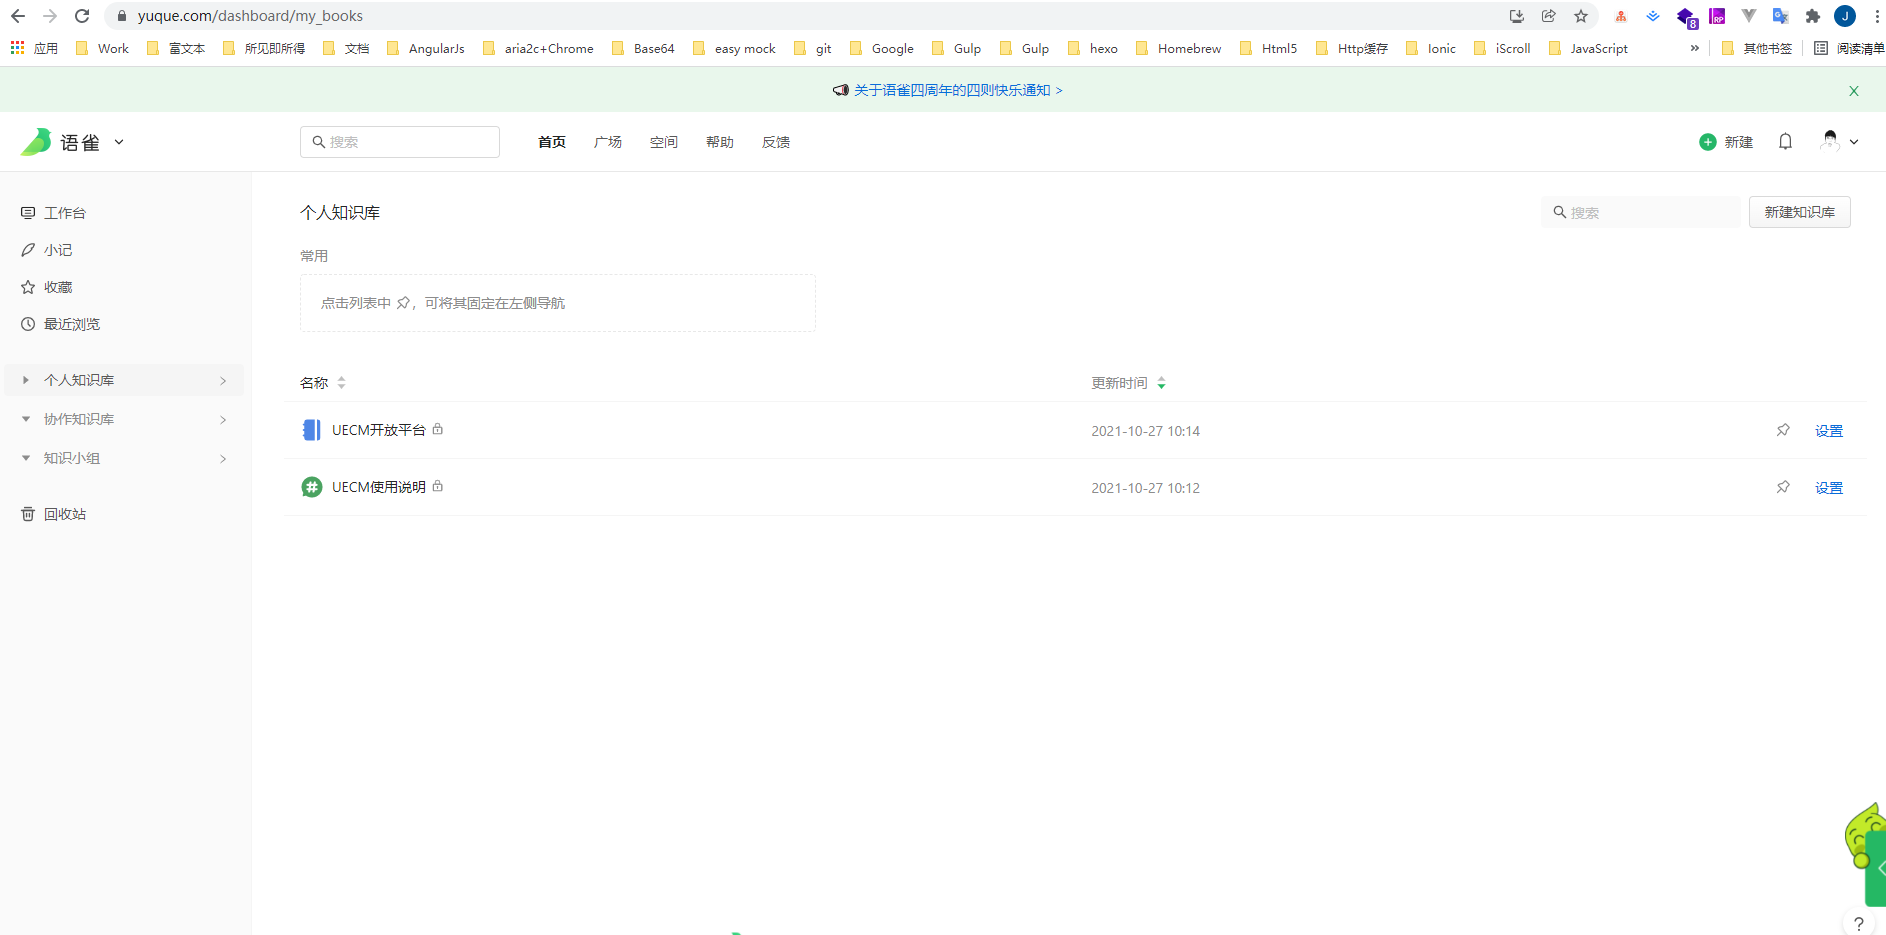 yuque.com/dashboard/my_books
J
8
RP
应用 Work 富文本 所见即所得 文档 AngularJs aria2c+Chrome Base64 easy mock git Google Gulp Gulp hexo Homebrew Html5 Http缓存 Ionic iScroll JavaScript » 其他书签 阅读清单
关于语雀四周年的四则快乐通知 >
X
语雀 搜索 首页 广场 空间 帮助 反馈 新建
工作台
小记
收藏
最近浏览
个人知识库
协作知识库
知识小组
回收站
个人知识库 搜索 新建知识库
常用
点击列表中 ，可将其固定在左侧导航
名称 更新时间
UECM开放平台 2021-10-27 10:14 设置
UECM使用说明 2021-10-27 10:12 设置
?